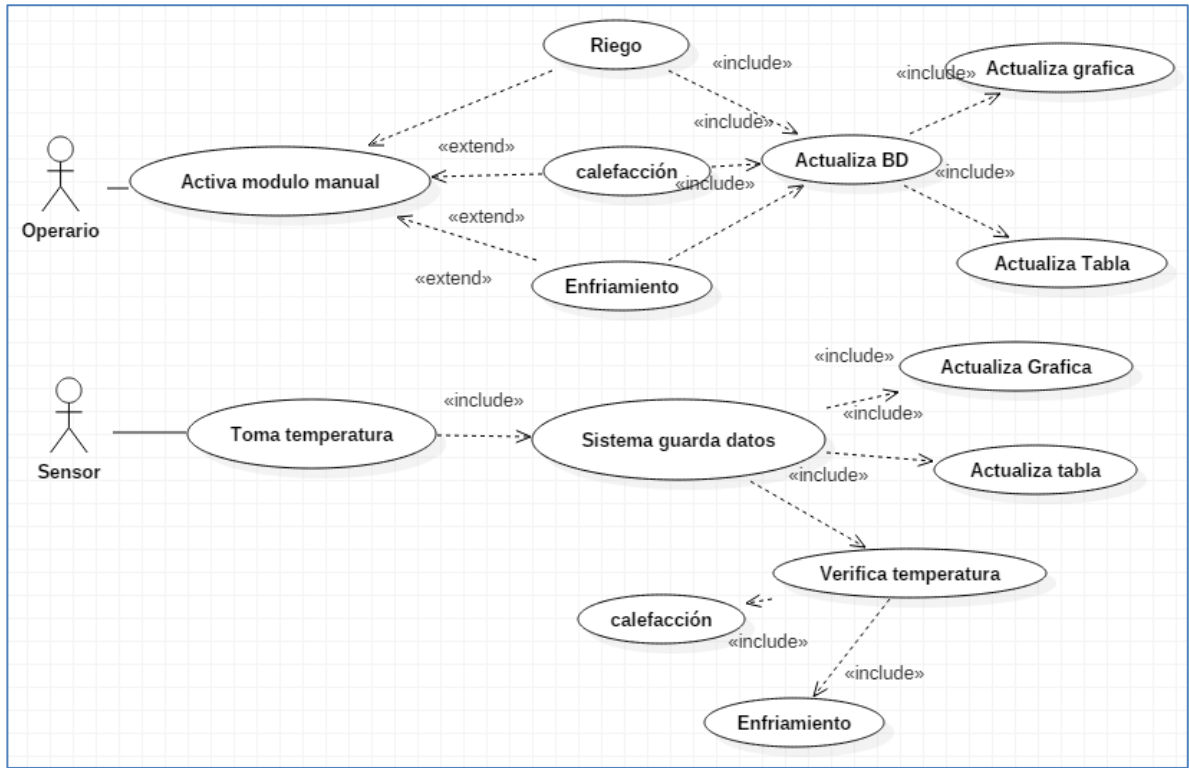 Riego
«include»
«include»
Actualiza grafica
«include»
«extend»
Activa modulo manual
calefacción
Actualiza BD
«include»
«include»
Operario
«extend»
«extend»
Enfriamiento
Actualiza Tabla
«include»
Actualiza Grafica
«include»
«include»
Toma temperatura
Sistema guarda datos
Sensor
«include»
Actualiza tabla
Verifica temperatura
calefacción
«include»
«include»
Enfriamiento